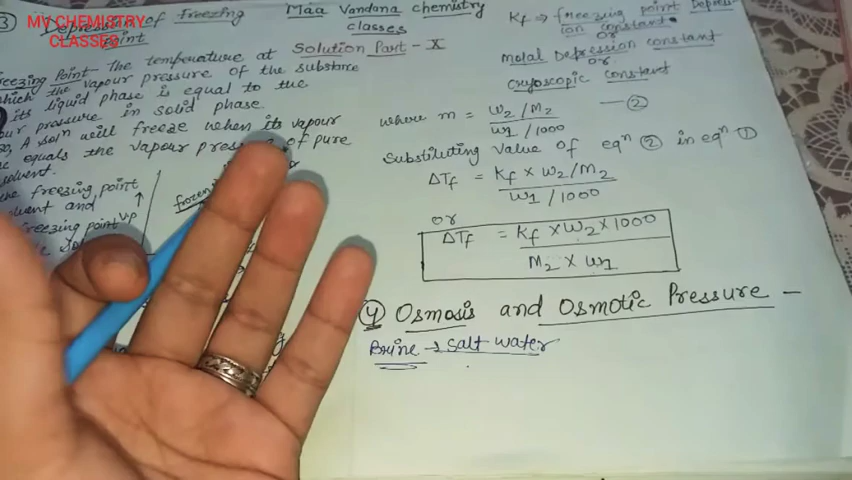 MY CHEMISTRY
CLASSES
3 Depression of Freezing
Point
Maa Vandana chemistry
classes
Solution Part - X
Freezing Point - The temperature at
which the vapour pressure of the substance
its liquid phase is equal to the
pressure in solid phase
A solⁿ will freeze when its vapour
equals the vapour of pure
solvent.
the freezing point
solvent and
freezing point
V.P
frozen
Kf → freezing point Depress-
ion constant
or
molal Depression constant
or
cryoscopic constant
where m = w₂/M₂ — ②
w₁/1000
Substituting value of eqⁿ ② in eqⁿ ①
ΔTf = Kf × w₂/M₂
w₁/1000
or
ΔTf = Kf × w₂ × 1000
M₂ × w₁
④ Osmosis and Osmotic Pressure -
Brine → salt water